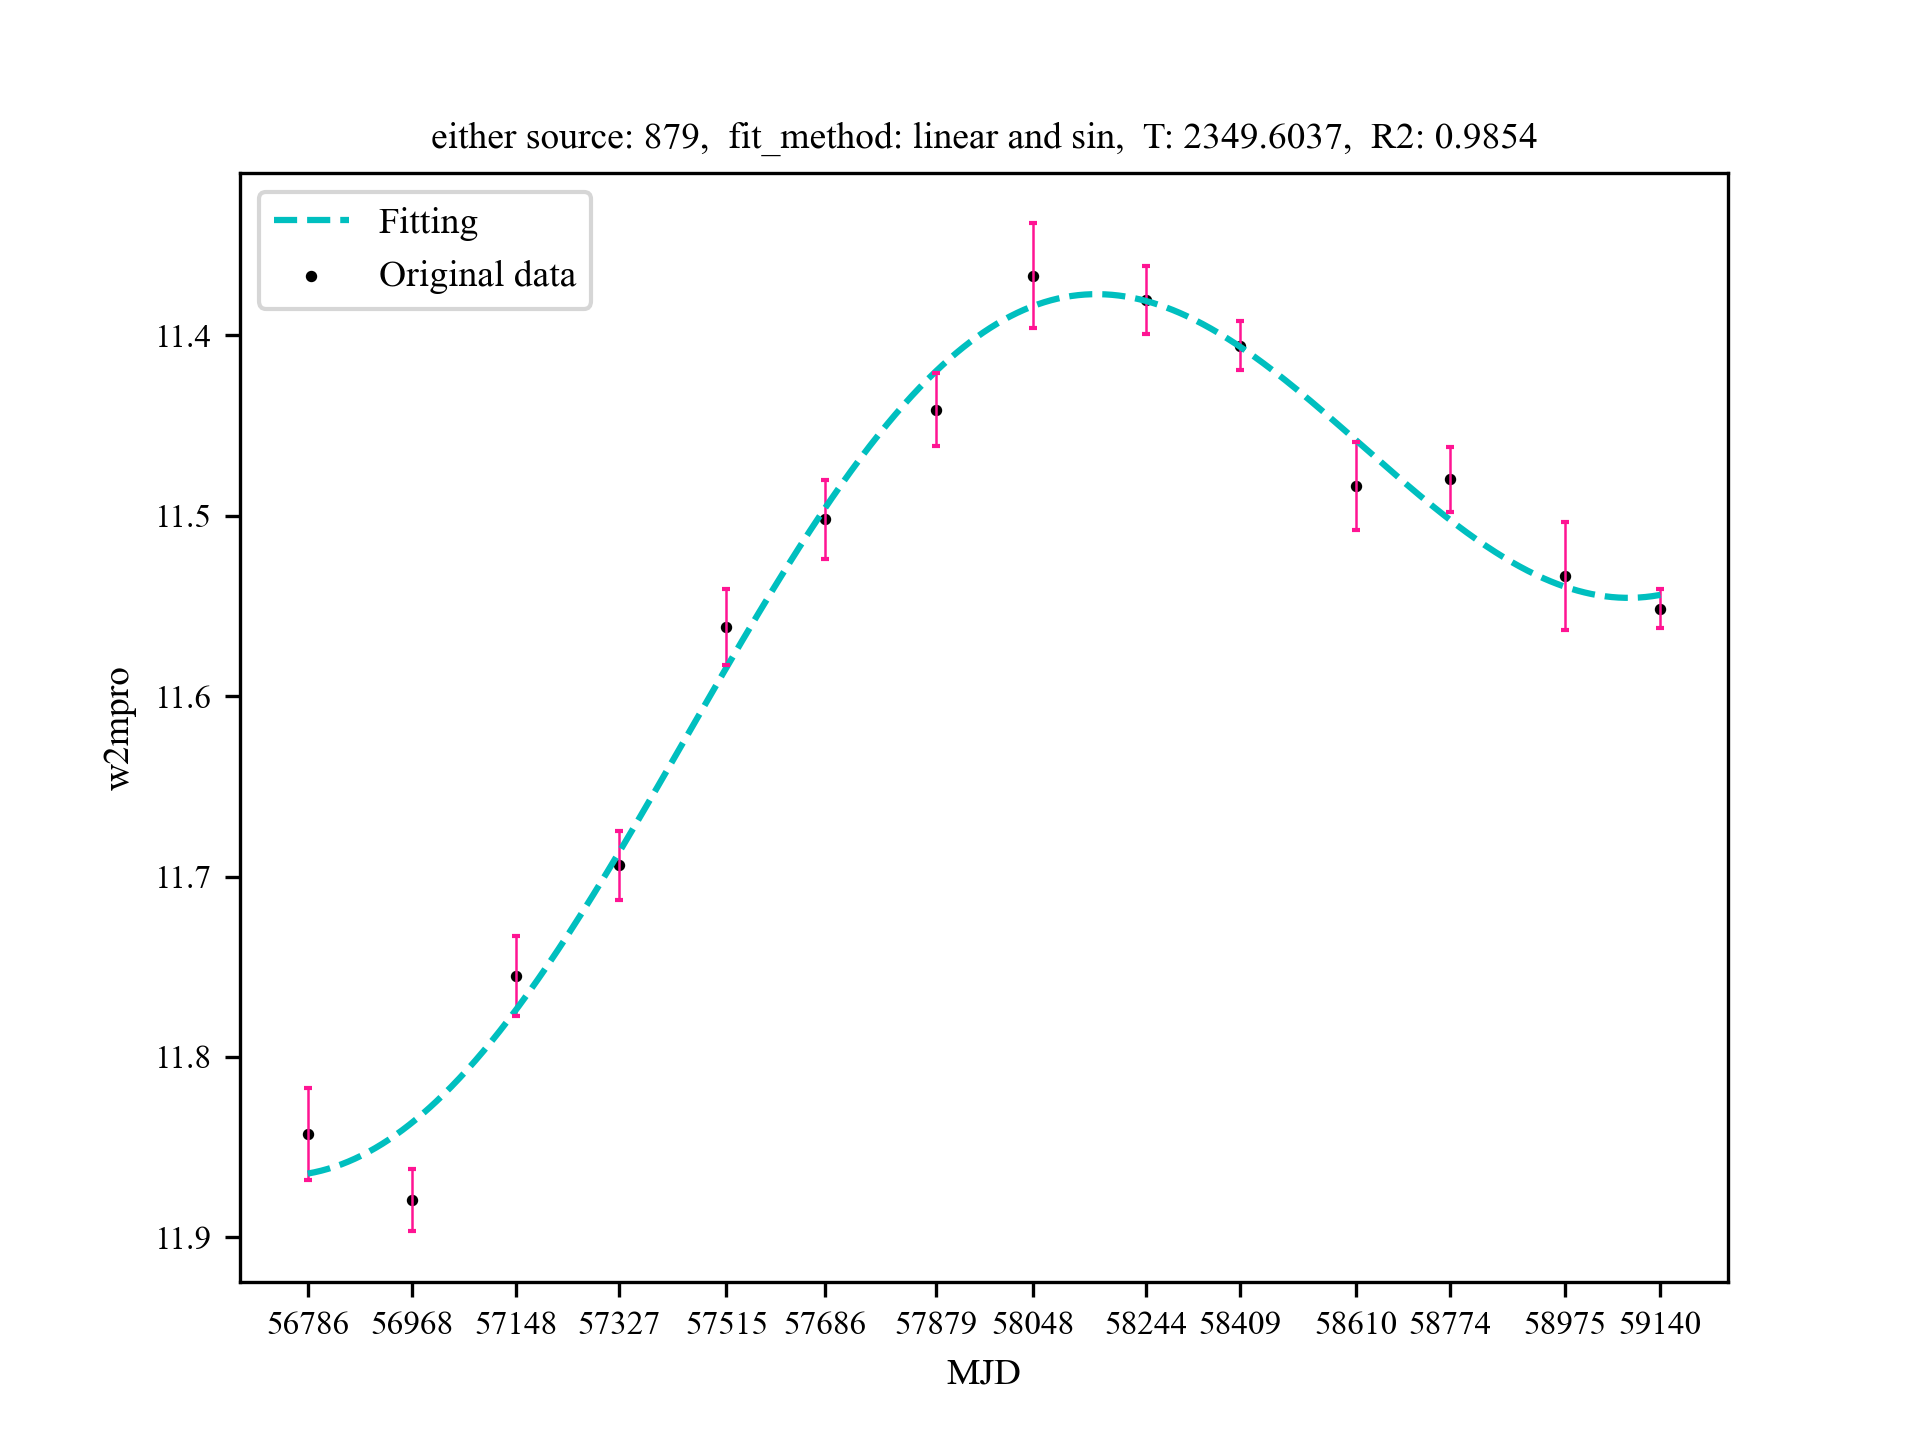 either source: 879,  fit_method: linear and sin,  T: 2349.6037,  R2: 0.9854
Fitting
Original data
11.4
11.5
11.6
11.7
11.8
11.9
w2mpro
56786 56968 57148 57327 57515 57686 57879 58048 58244 58409 58610 58774 58975 59140
MJD